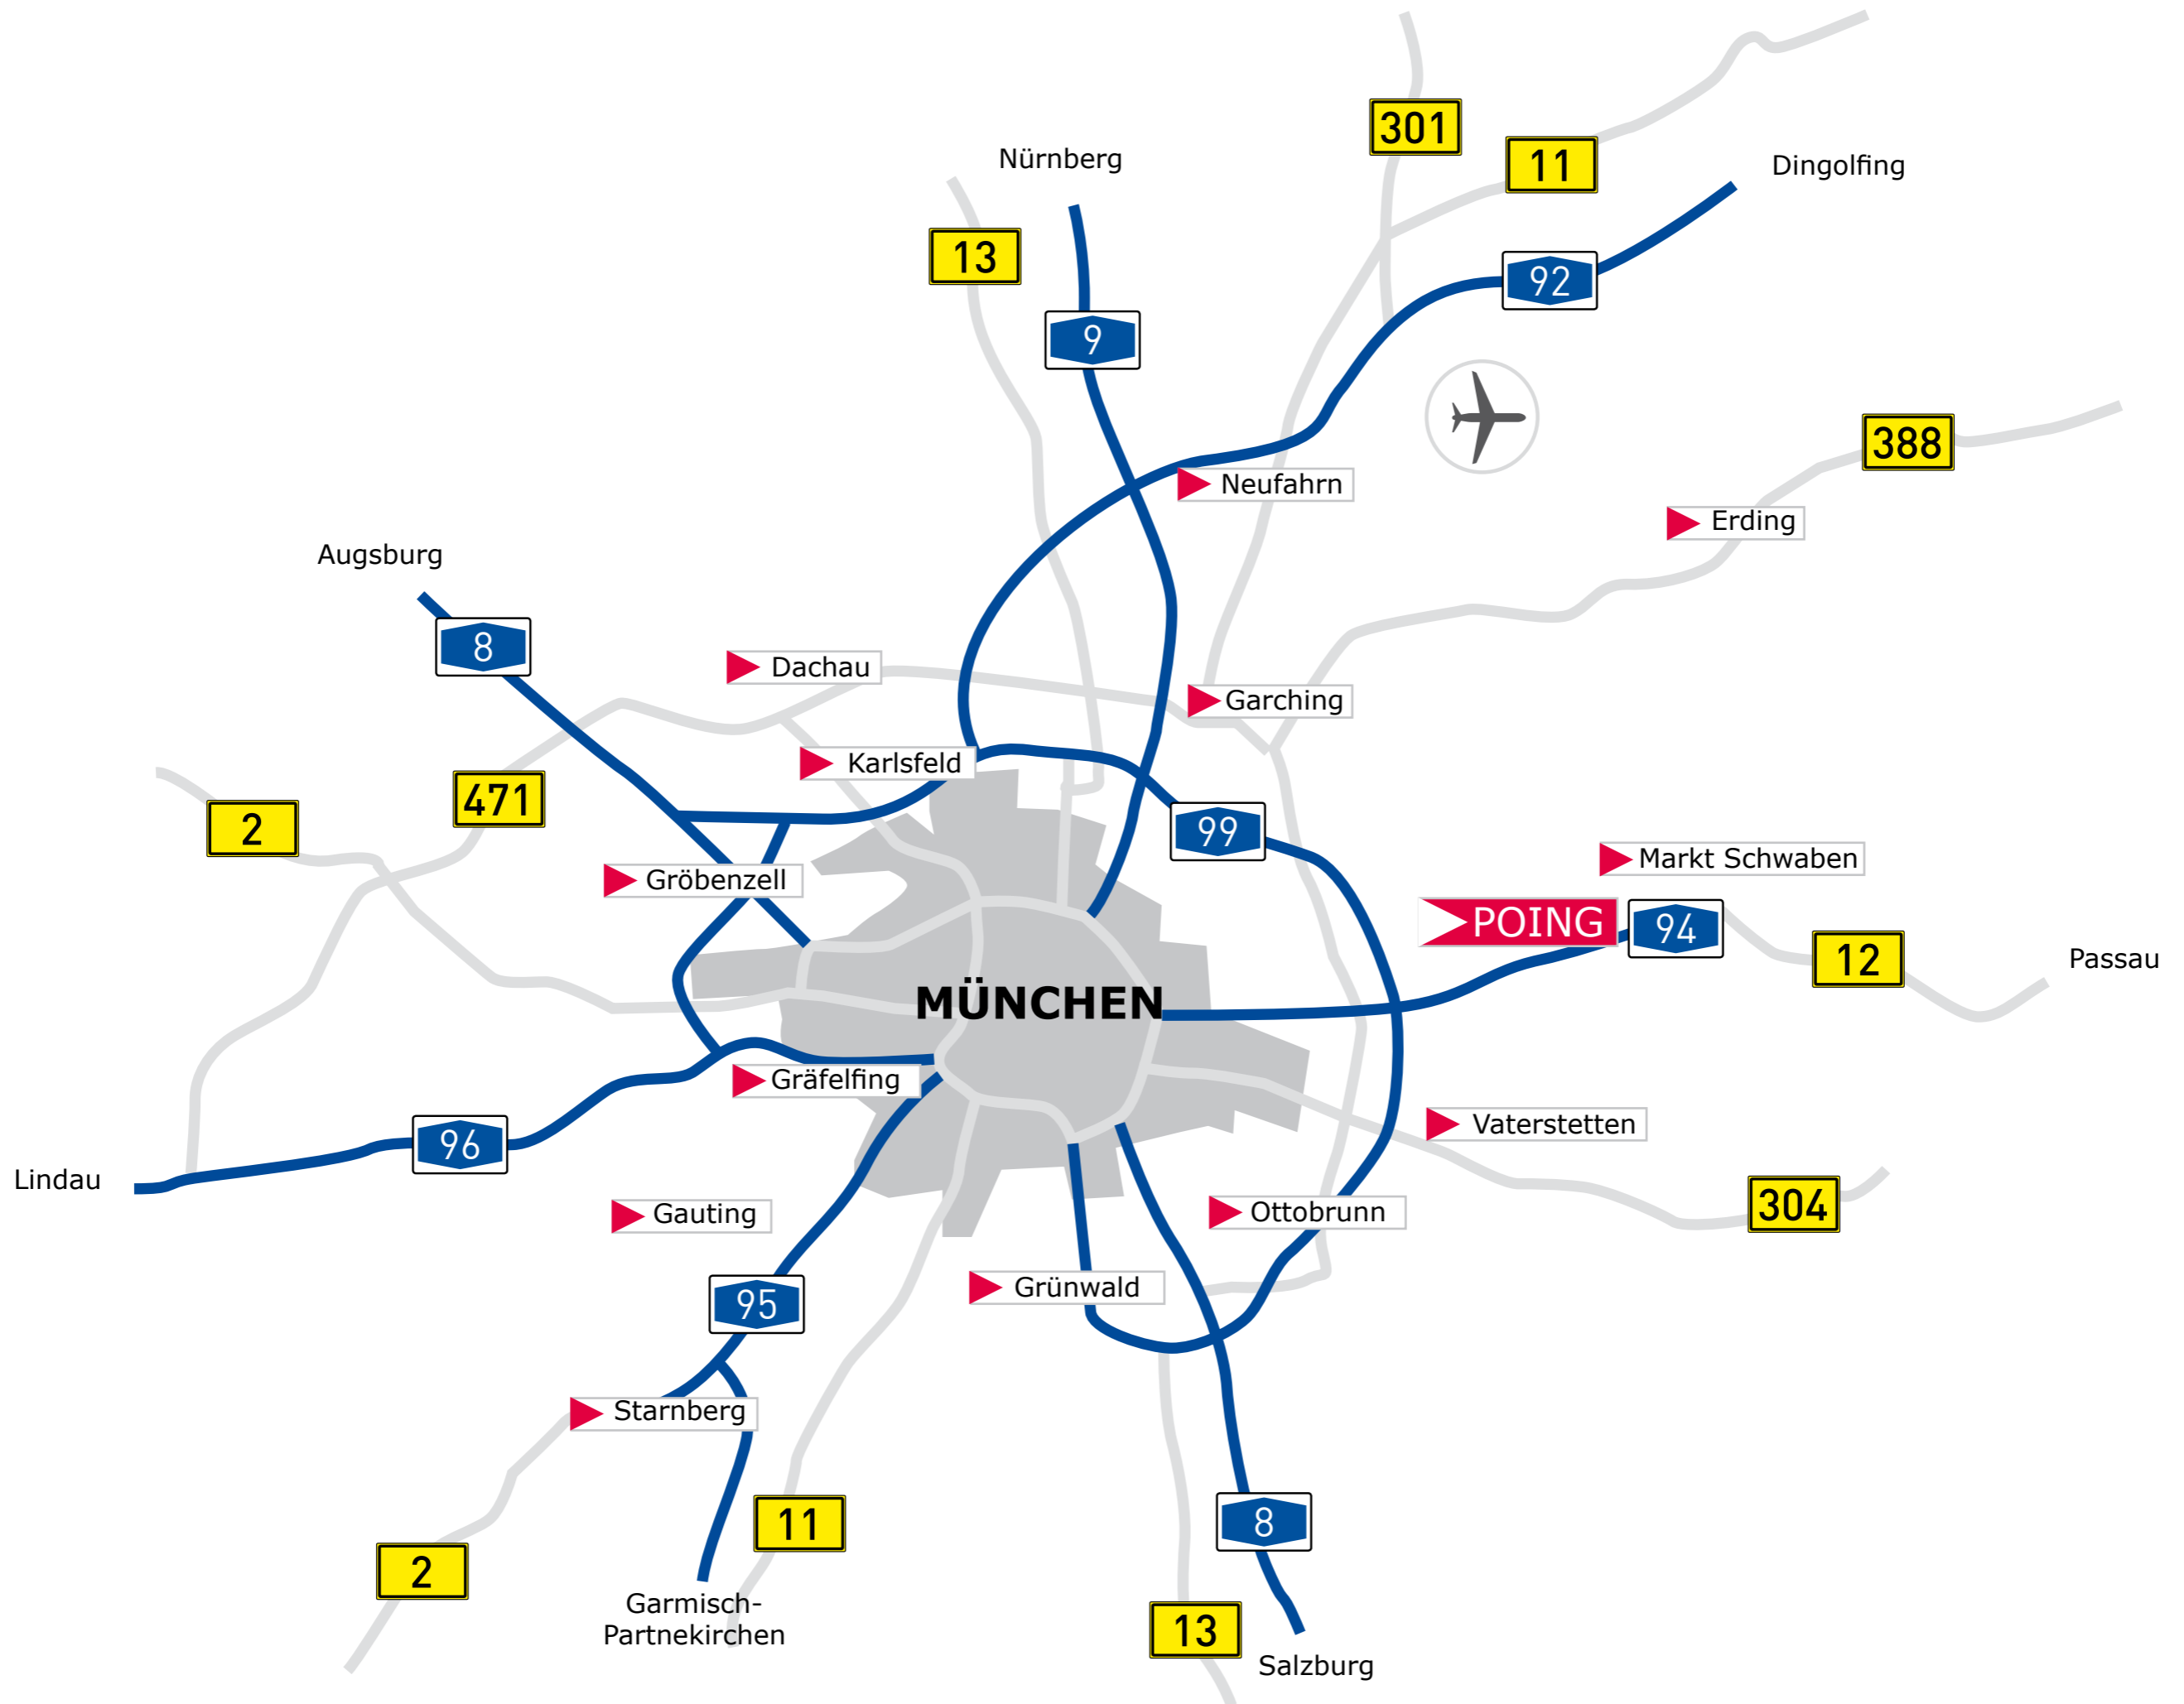 301
11
Nürnberg
Dingolfing
13
92
9
388
Neufahrn
Erding
Augsburg
8
Dachau
Garching
Karlsfeld
471
2
99
Markt Schwaben
Gröbenzell
POING
94
12
Passau
MÜNCHEN
Gräfelfing
Vaterstetten
96
Lindau
304
Gauting
Ottobrunn
Grünwald
95
Starnberg
11
8
2
Garmisch-
Partnekirchen
13
Salzburg